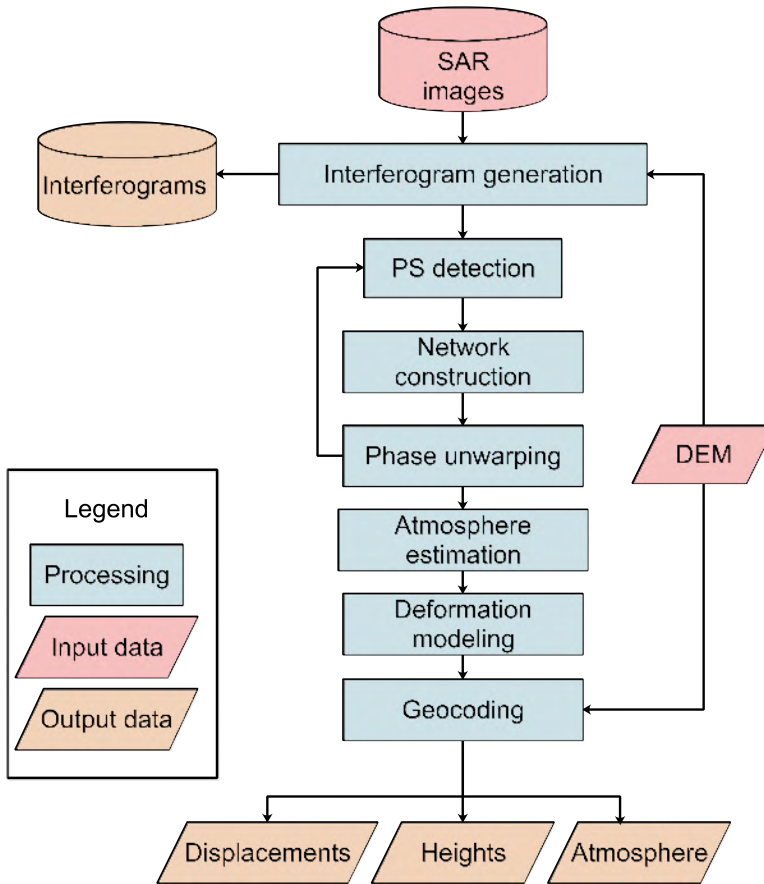 SAR
images
Interferograms
Interferogram generation
PS detection
Network
construction
Phase unwarping
DEM
Atmosphere
estimation
Deformation
modeling
Geocoding
Legend
Processing
Input data
Output data
Displacements
Heights
Atmosphere